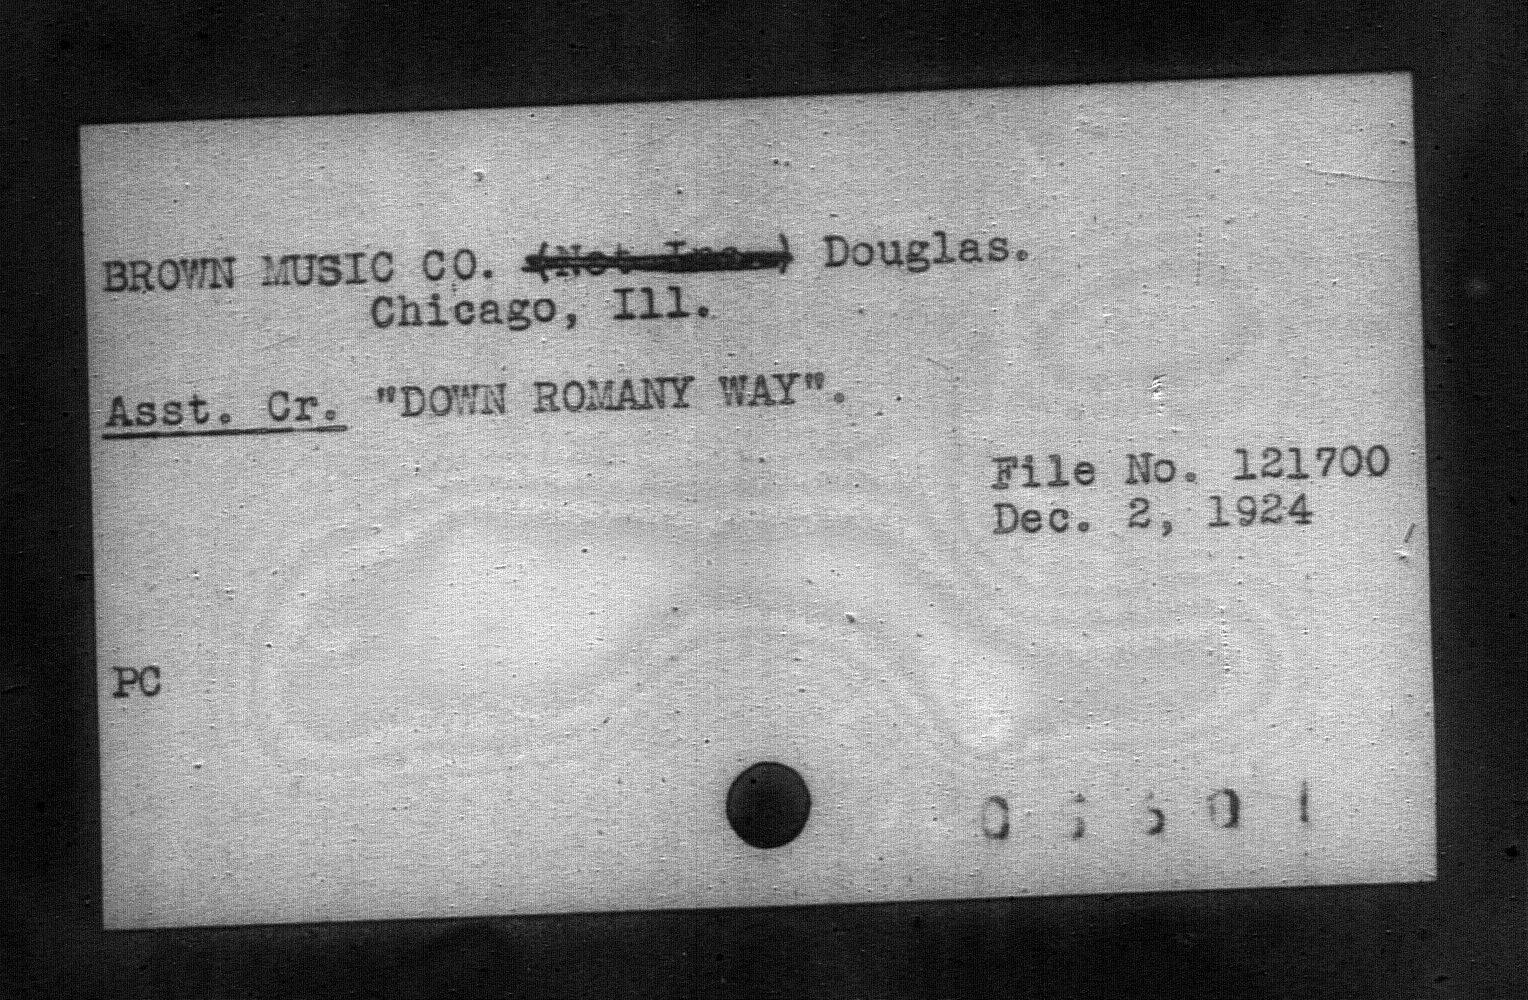 BROWN MUSIC CO. (Not Inc.) Douglas.
Chicago, Ill.
Asst. Cr. "DOWN ROMANY WAY".
File No. 121700
Dec. 2, 1924
PC